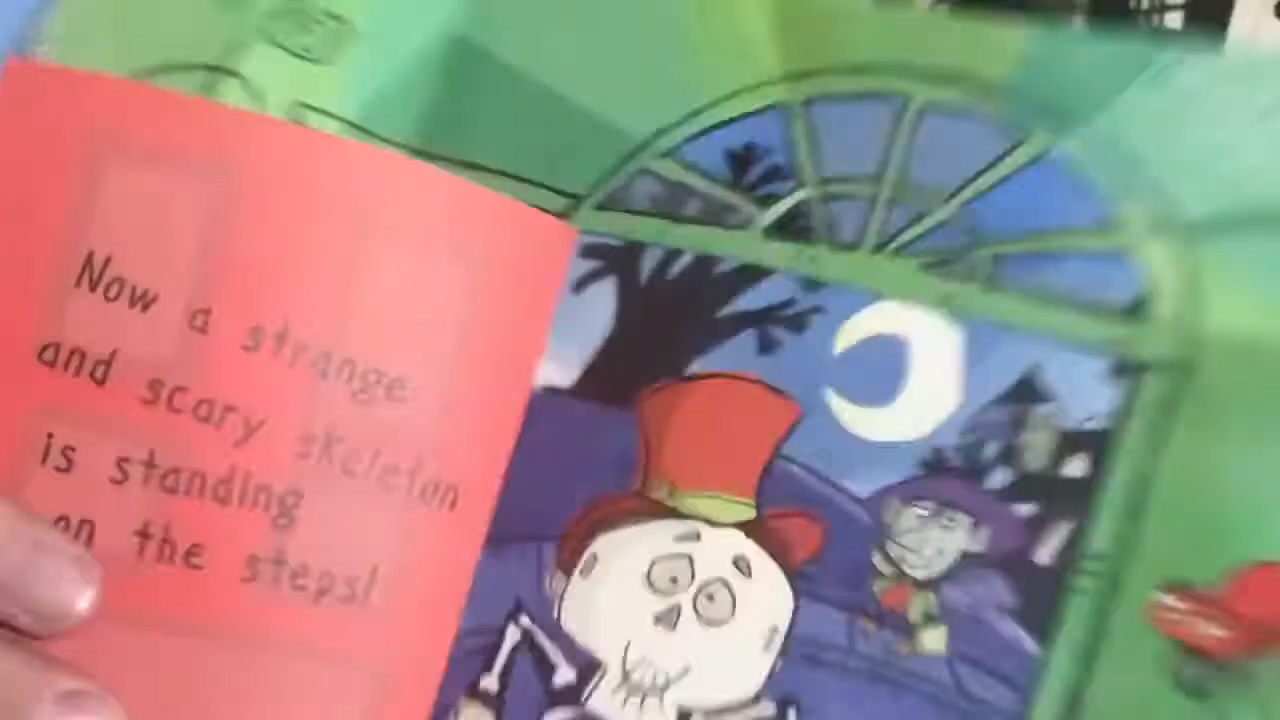 Now a strange
and scary skeleton
is standing
on the steps!